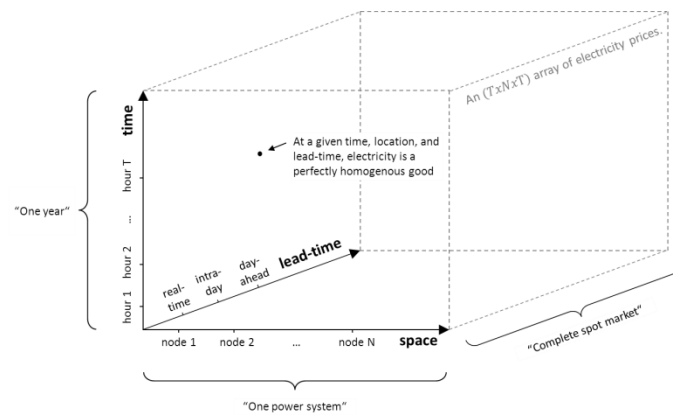 An (TxNxT) array of electricity prices.
time
At a given time, location, and
lead-time, electricity is a
perfectly homogenous good
hour T
"One year"
...
hour 2
hour 1
lead-time
real-
time
intra-
day
day-
ahead
node 1
node 2
...
node N
space
"Complete spot market"
"One power system"